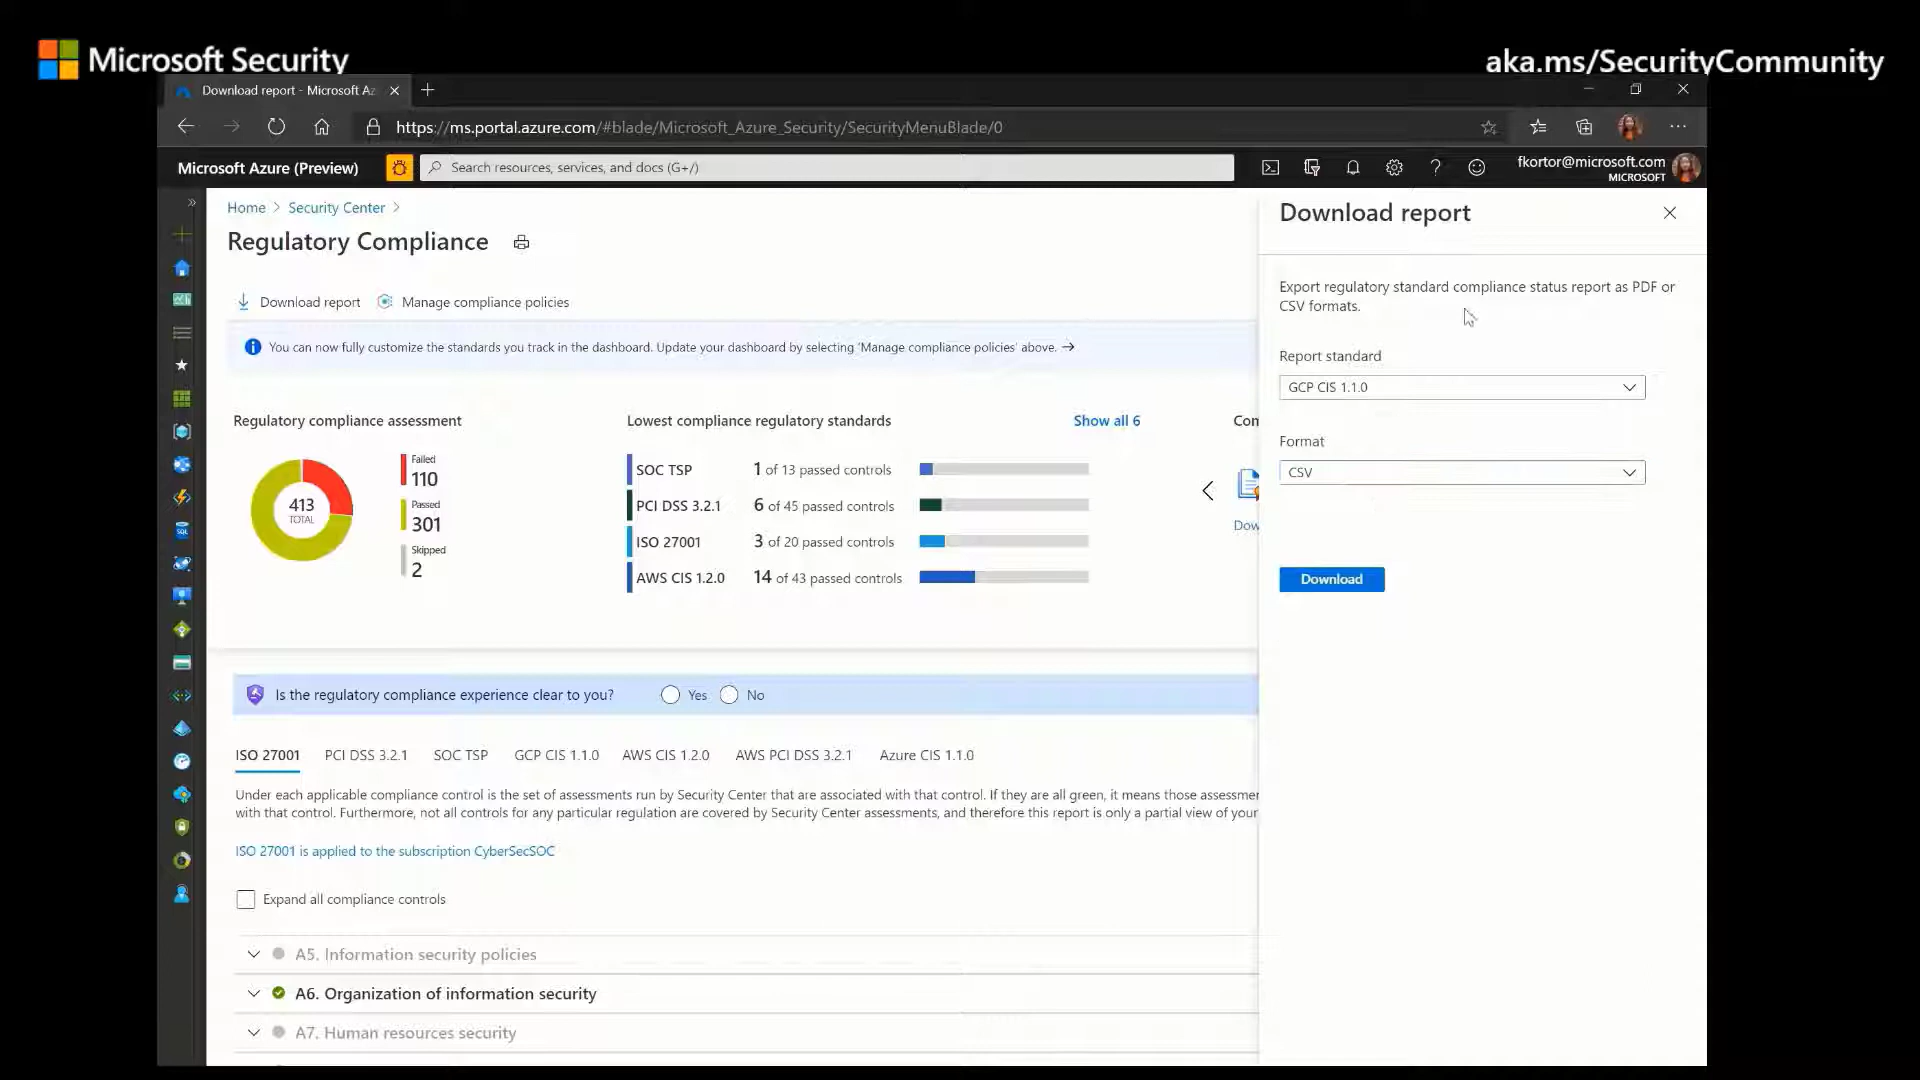 Microsoft Security
aka.ms/SecurityCommunity
Download report - Microsoft Az
https://ms.portal.azure.com/#blade/Microsoft_Azure_Security/SecurityMenuBlade/0
Microsoft Azure (Preview)
Search resources, services, and docs (G+/)
fkortor@microsoft.com
MICROSOFT
Home > Security Center >
Regulatory Compliance
Download report
Manage compliance policies
You can now fully customize the standards you track in the dashboard. Update your dashboard by selecting 'Manage compliance policies' above. →
Regulatory compliance assessment
413
TOTAL
Failed
110
Passed
301
Skipped
2
Lowest compliance regulatory standards
Show all 6
SOC TSP 1 of 13 passed controls
PCI DSS 3.2.1 6 of 45 passed controls
ISO 27001 3 of 20 passed controls
AWS CIS 1.2.0 14 of 43 passed controls
Con
Dow
Is the regulatory compliance experience clear to you? Yes No
ISO 27001 PCI DSS 3.2.1 SOC TSP GCP CIS 1.1.0 AWS CIS 1.2.0 AWS PCI DSS 3.2.1 Azure CIS 1.1.0
Under each applicable compliance control is the set of assessments run by Security Center that are associated with that control. If they are all green, it means those assessmer
with that control. Furthermore, not all controls for any particular regulation are covered by Security Center assessments, and therefore this report is only a partial view of your
ISO 27001 is applied to the subscription CyberSecSOC
Expand all compliance controls
A5. Information security policies
A6. Organization of information security
A7. Human resources security
Download report
Export regulatory standard compliance status report as PDF or
CSV formats.
Report standard
GCP CIS 1.1.0
Format
CSV
Download